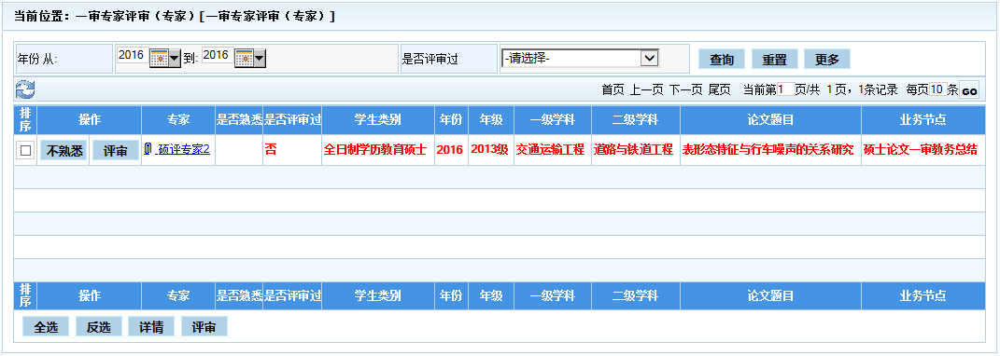 当前位置：一审专家评审（专家）[一审专家评审（专家）]
年份 从: 2016 到: 2016 是否评审过 -请选择- 查询 重置 更多
首页 上一页 下一页 尾页 当前第1页/共 1页，1条记录 每页10条GO
排序 操作 专家 是否熟悉 是否评审过 学生类别 年份 年级 一级学科 二级学科 论文题目 业务节点
不熟悉 评审 硕评专家2 否 全日制学历教育硕士 2016 2013级 交通运输工程 道路与铁道工程 表形态特征与行车噪声的关系研究 硕士论文一审教务总结
排序 操作 专家 是否熟悉 是否评审过 学生类别 年份 年级 一级学科 二级学科 论文题目 业务节点
全选 反选 详情 评审